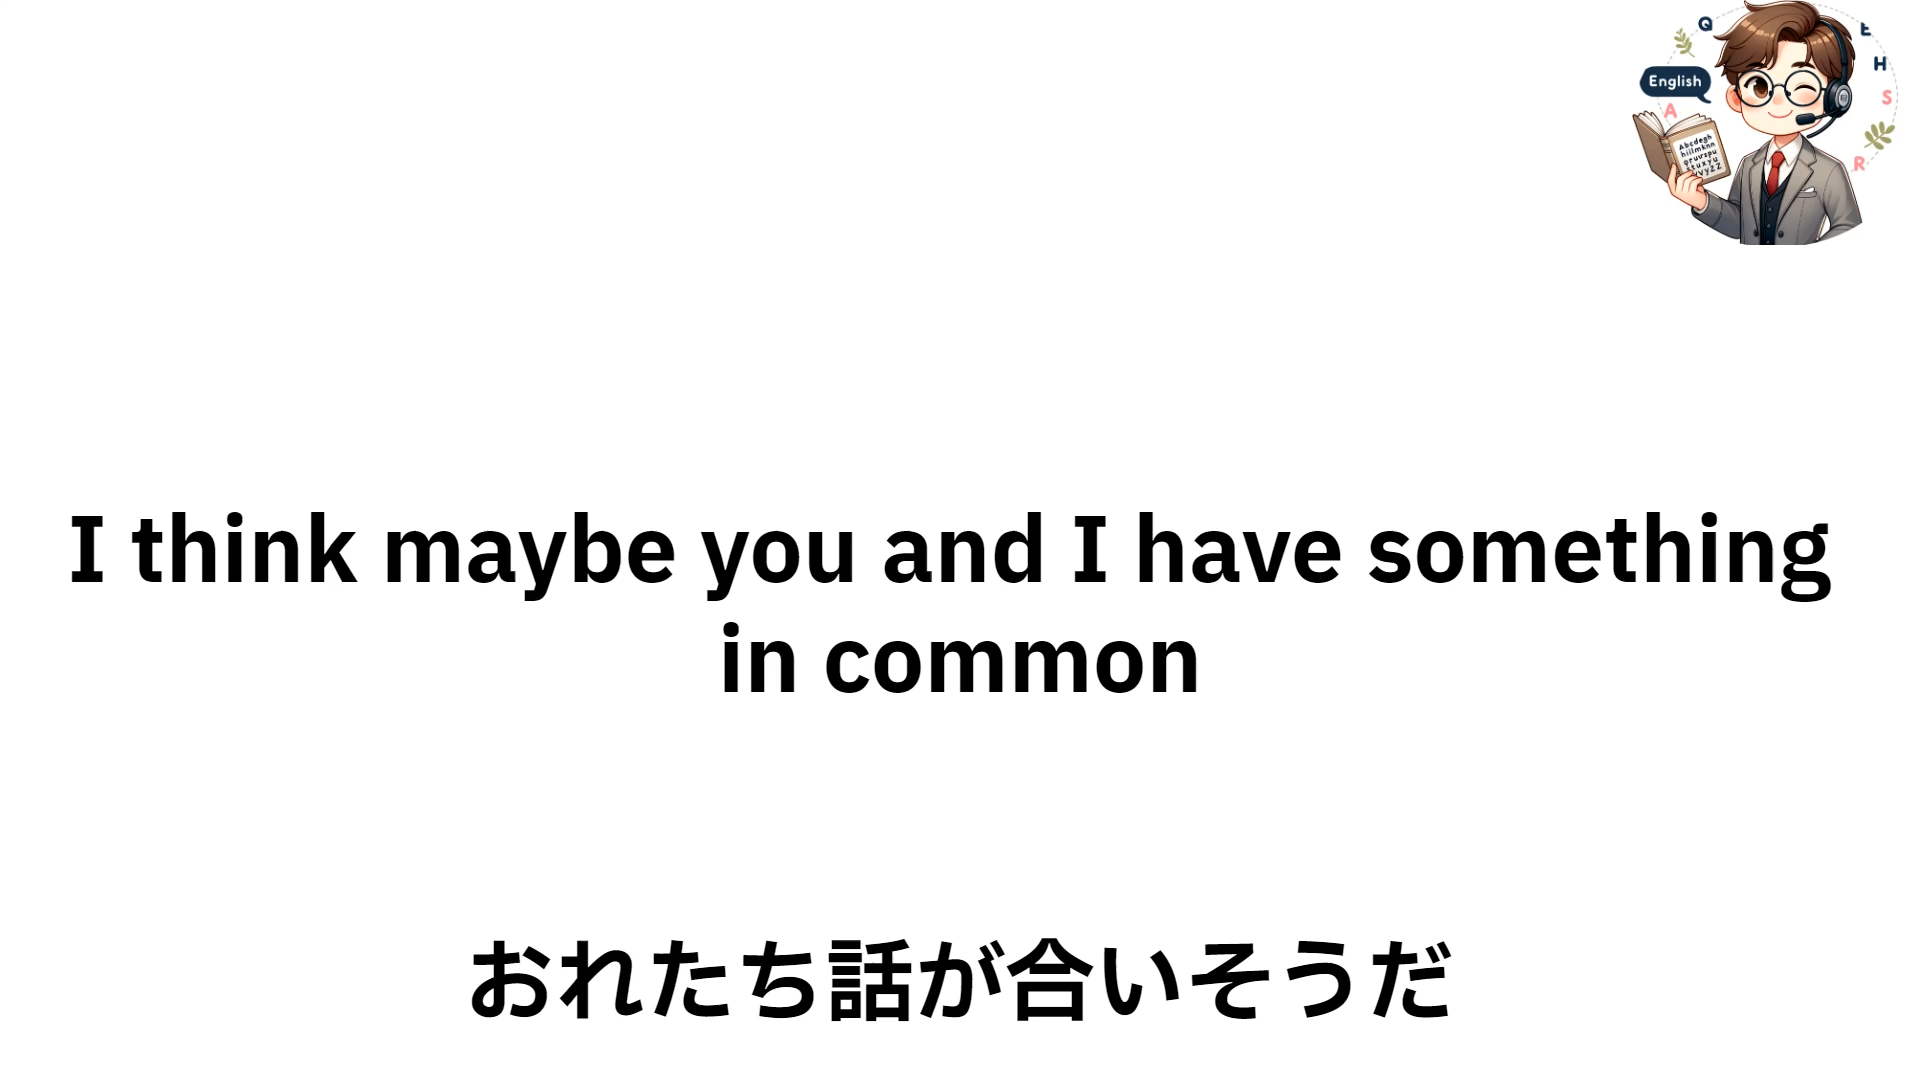 English
I think maybe you and I have something
in common
おれたち話が合いそうだ